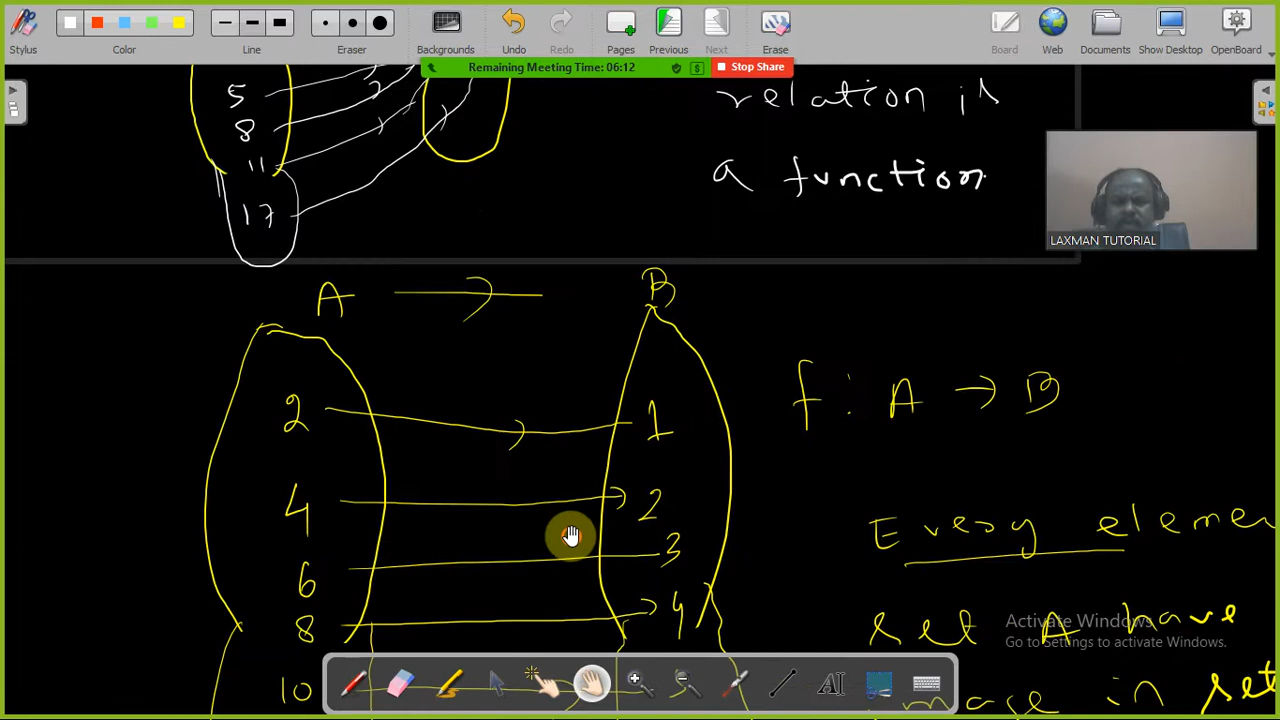 Stylus Color Line Eraser Backgrounds Undo Redo Pages Previous Next Erase Board Web Documents Show Desktop OpenBoard
Remaining Meeting Time: 06:12 Stop Share
5
8
11
17
relation is
a function
LAXMAN TUTORIAL
A → B
2 1
4 2
6 3
8 4
10
f : A → B
Every elemen
set A have
mage in set
Activate Windows
Go to Settings to activate Windows.